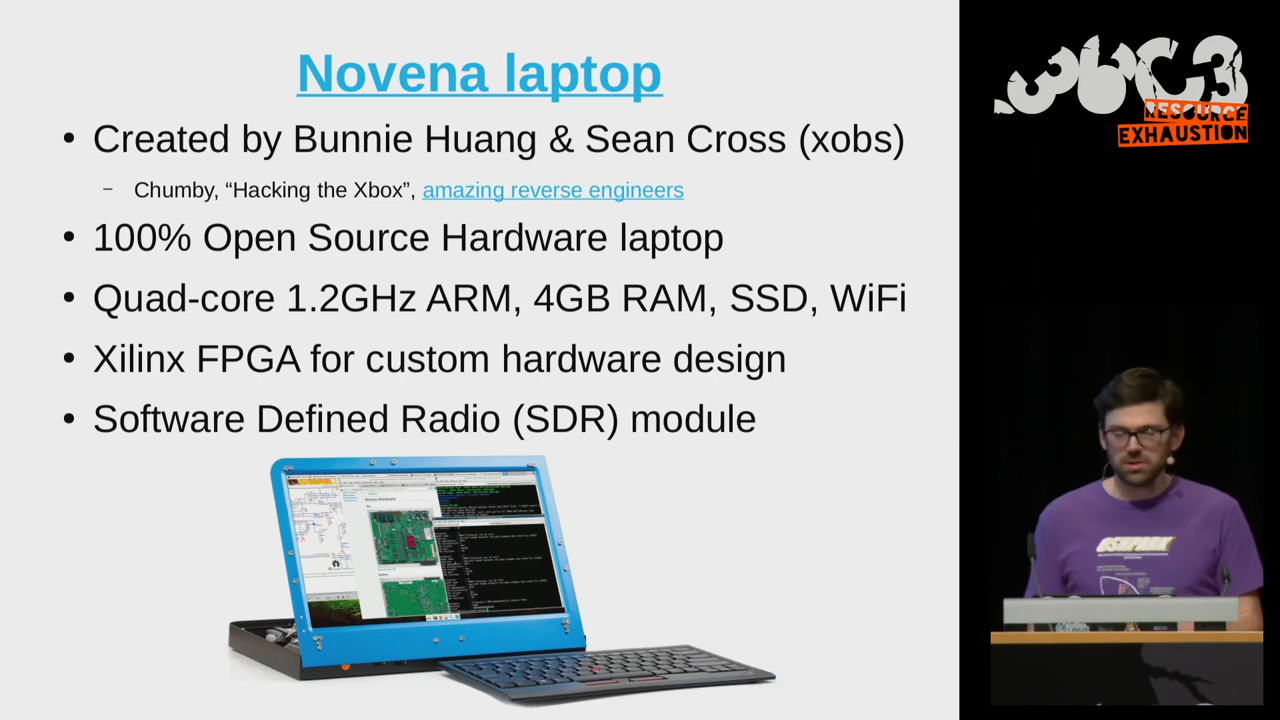 Novena laptop
• Created by Bunnie Huang & Sean Cross (xobs)
– Chumby, “Hacking the Xbox”, amazing reverse engineers
• 100% Open Source Hardware laptop
• Quad-core 1.2GHz ARM, 4GB RAM, SSD, WiFi
• Xilinx FPGA for custom hardware design
• Software Defined Radio (SDR) module
36C3
RESOURCE
EXHAUSTION
OSHPARK